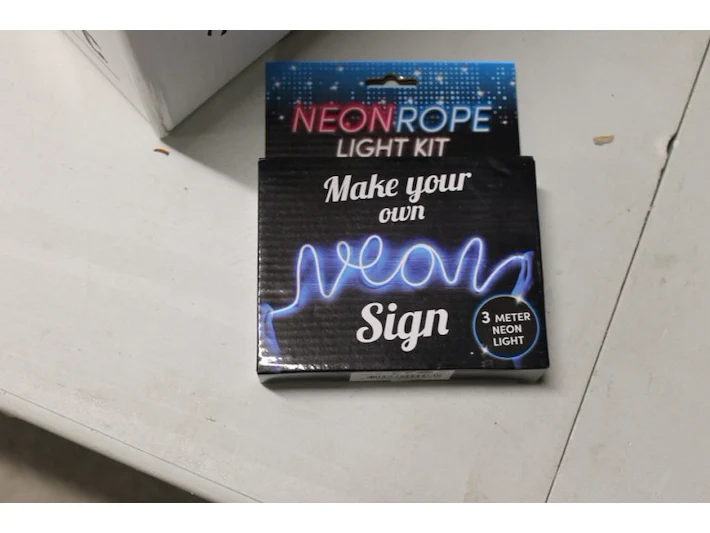 NEONROPE
LIGHT KIT
Make your
own
neon
Sign
3 METER
NEON
LIGHT